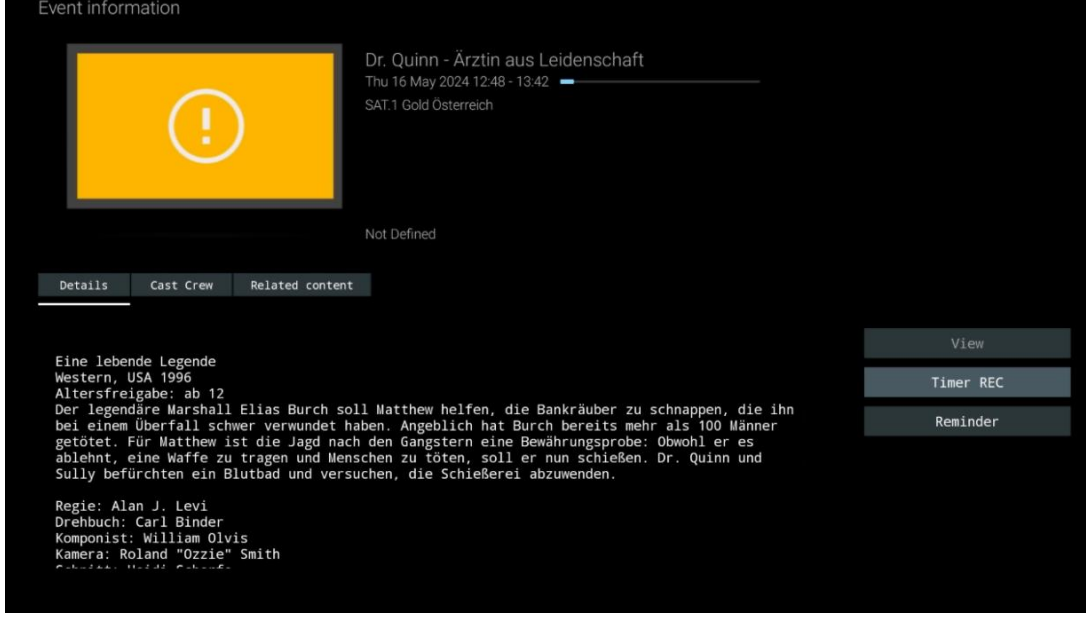 Event information
Dr. Quinn - Ärztin aus Leidenschaft
Thu 16 May 2024 12:48 - 13:42
SAT.1 Gold Österreich
Not Defined
Details Cast Crew Related content
View
Timer REC
Reminder
Eine lebende Legende
Western, USA 1996
Altersfreigabe: ab 12
Der legendäre Marshall Elias Burch soll Matthew helfen, die Bankräuber zu schnappen, die ihn
bei einem Überfall schwer verwundet haben. Angeblich hat Burch bereits mehr als 100 Männer
getötet. Für Matthew ist die Jagd nach den Gangstern eine Bewährungsprobe: Obwohl er es
ablehnt, eine Waffe zu tragen und Menschen zu töten, soll er nun schießen. Dr. Quinn und
Sully befürchten ein Blutbad und versuchen, die Schießerei abzuwenden.
Regie: Alan J. Levi
Drehbuch: Carl Binder
Komponist: William Olvis
Kamera: Roland "Ozzie" Smith